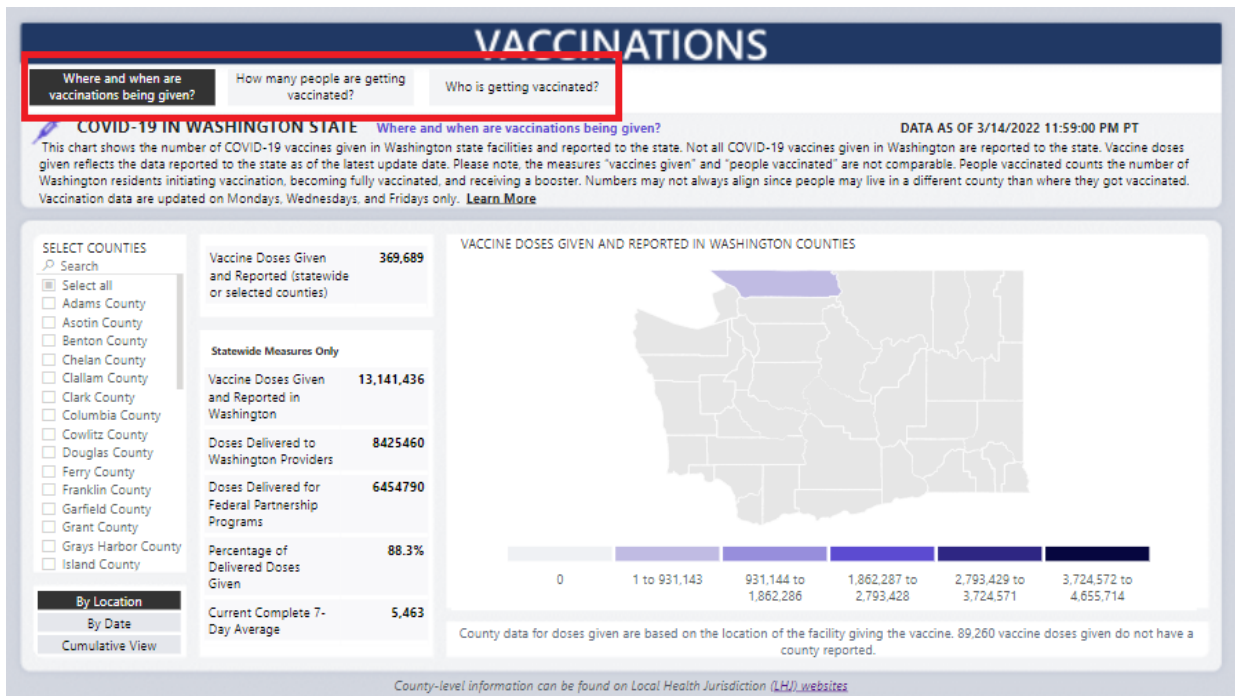 VACCINATIONS
Where and when are
vaccinations being given?
How many people are getting
vaccinated?
Who is getting vaccinated?
COVID-19 IN WASHINGTON STATE Where and when are vaccinations being given? DATA AS OF 3/14/2022 11:59:00 PM PT
This chart shows the number of COVID-19 vaccines given in Washington state facilities and reported to the state. Not all COVID-19 vaccines given in Washington are reported to the state. Vaccine doses
given reflects the data reported to the state as of the latest update date. Please note, the measures "vaccines given" and "people vaccinated" are not comparable. People vaccinated counts the number of
Washington residents initiating vaccination, becoming fully vaccinated, and receiving a booster. Numbers may not always align since people may live in a different county than where they got vaccinated.
Vaccination data are updated on Mondays, Wednesdays, and Fridays only. Learn More
SELECT COUNTIES
Search
Select all
Adams County
Asotin County
Benton County
Chelan County
Clallam County
Clark County
Columbia County
Cowlitz County
Douglas County
Ferry County
Franklin County
Garfield County
Grant County
Grays Harbor County
Island County
By Location
By Date
Cumulative View
Vaccine Doses Given 369,689
and Reported (statewide
or selected counties)
Statewide Measures Only
Vaccine Doses Given 13,141,436
and Reported in
Washington
Doses Delivered to 8425460
Washington Providers
Doses Delivered for 6454790
Federal Partnership
Programs
Percentage of 88.3%
Delivered Doses
Given
Current Complete 7- 5,463
Day Average
VACCINE DOSES GIVEN AND REPORTED IN WASHINGTON COUNTIES
0
1 to 931,143
931,144 to
1,862,286
1,862,287 to
2,793,428
2,793,429 to
3,724,571
3,724,572 to
4,655,714
County data for doses given are based on the location of the facility giving the vaccine. 89,260 vaccine doses given do not have a
county reported.
County-level information can be found on Local Health Jurisdiction (LHJ) websites